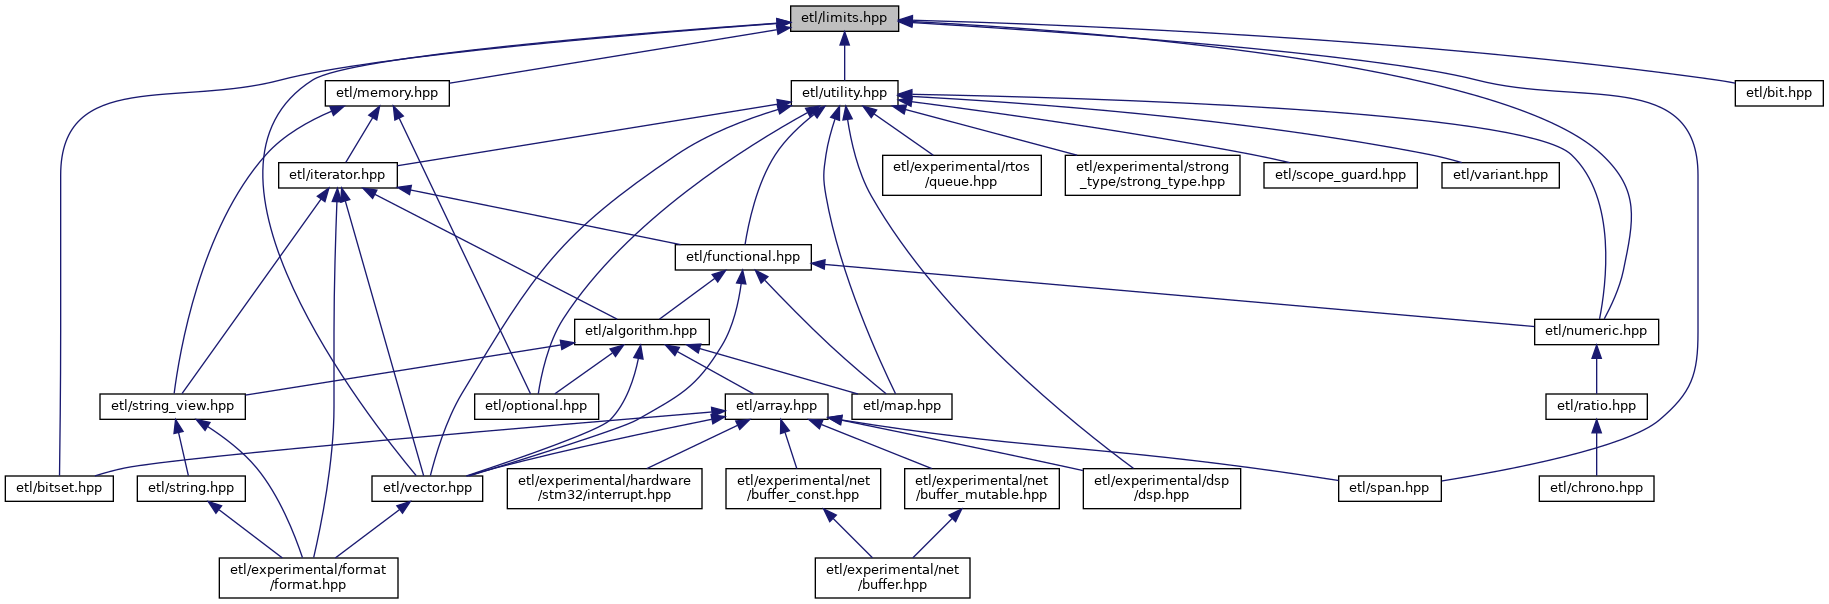 etl/limits.hpp
etl/memory.hpp
etl/utility.hpp
etl/bit.hpp
etl/iterator.hpp
etl/experimental/rtos
/queue.hpp
etl/experimental/strong
_type/strong_type.hpp
etl/scope_guard.hpp
etl/variant.hpp
etl/functional.hpp
etl/algorithm.hpp
etl/numeric.hpp
etl/string_view.hpp
etl/optional.hpp
etl/array.hpp
etl/map.hpp
etl/ratio.hpp
etl/bitset.hpp
etl/string.hpp
etl/vector.hpp
etl/experimental/hardware
/stm32/interrupt.hpp
etl/experimental/net
/buffer_const.hpp
etl/experimental/net
/buffer_mutable.hpp
etl/experimental/dsp
/dsp.hpp
etl/span.hpp
etl/chrono.hpp
etl/experimental/format
/format.hpp
etl/experimental/net
/buffer.hpp